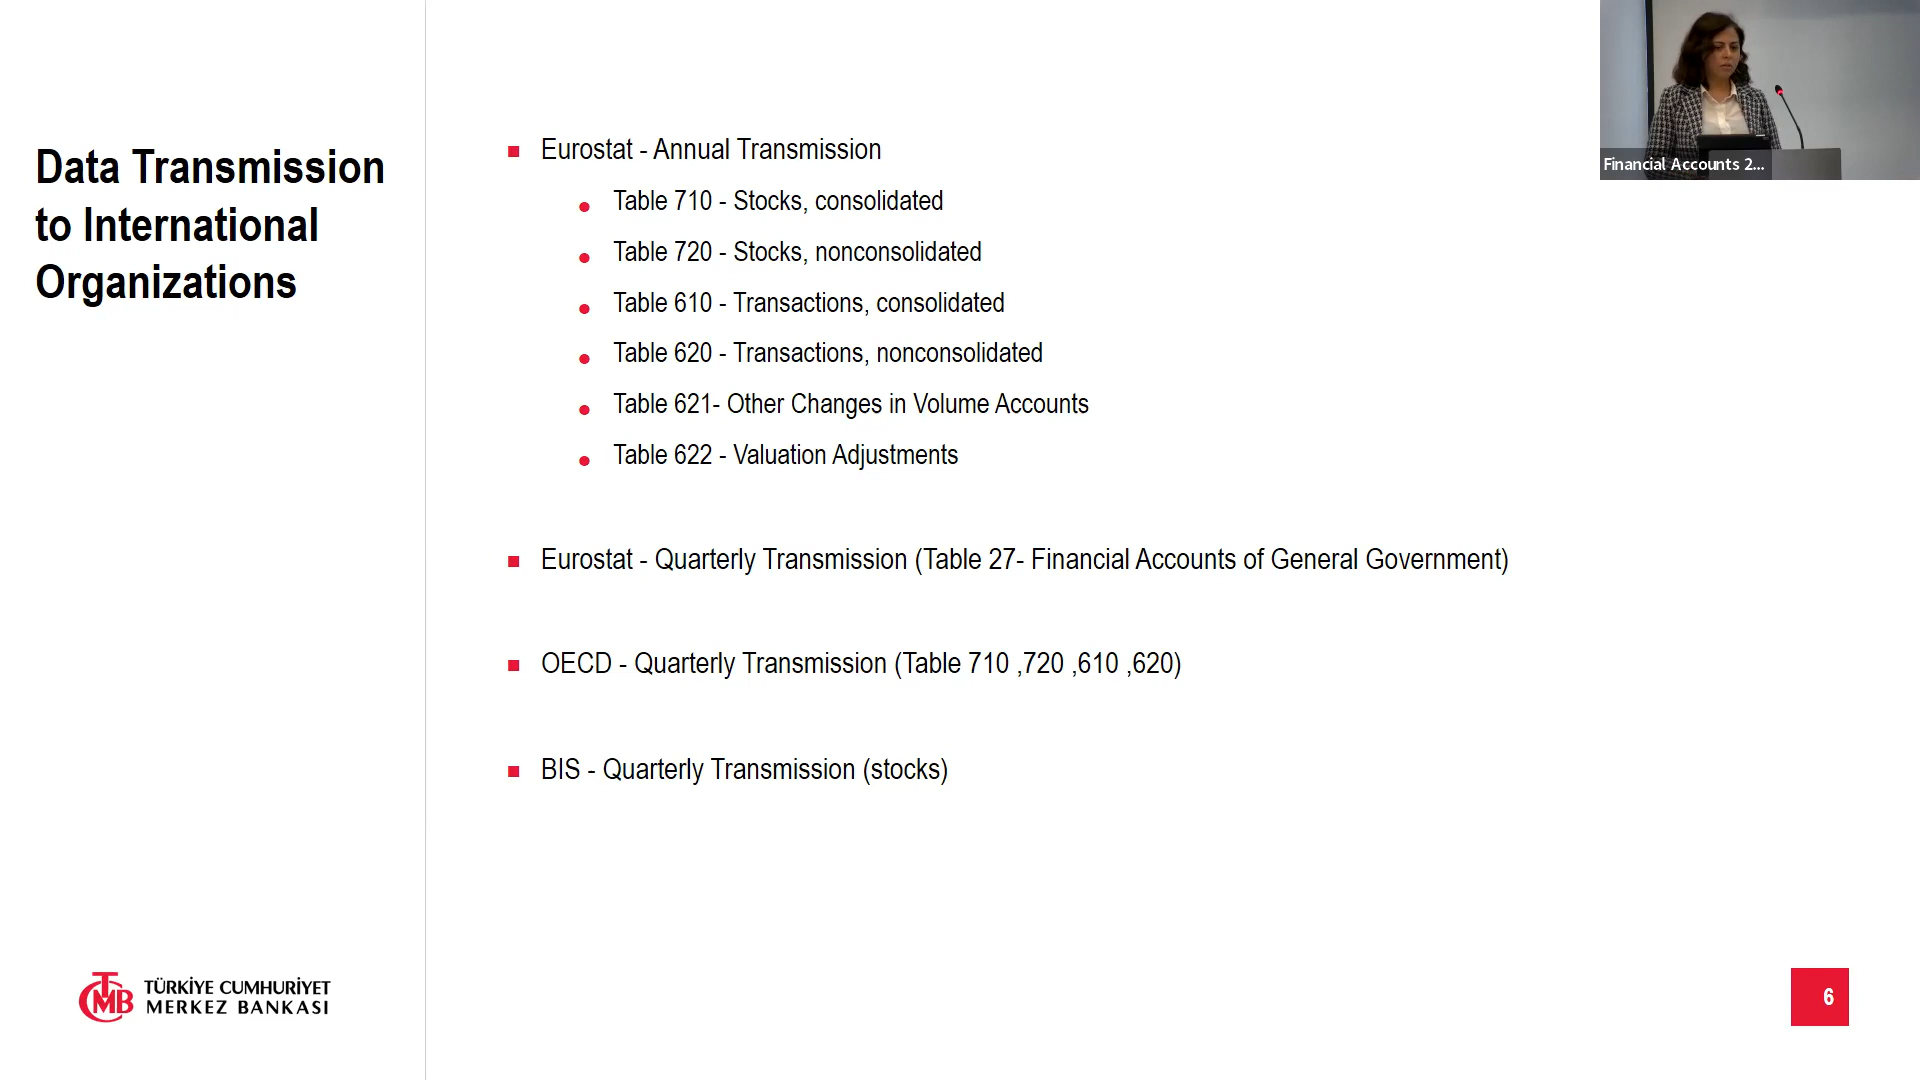 Data Transmission
to International
Organizations
Eurostat - Annual Transmission
Table 710 - Stocks, consolidated
Table 720 - Stocks, nonconsolidated
Table 610 - Transactions, consolidated
Table 620 - Transactions, nonconsolidated
Table 621- Other Changes in Volume Accounts
Table 622 - Valuation Adjustments
Eurostat - Quarterly Transmission (Table 27- Financial Accounts of General Government)
OECD - Quarterly Transmission (Table 710 ,720 ,610 ,620)
BIS - Quarterly Transmission (stocks)
Financial Accounts 2...
TCMB
TÜRKİYE CUMHURİYET
MERKEZ BANKASI
6